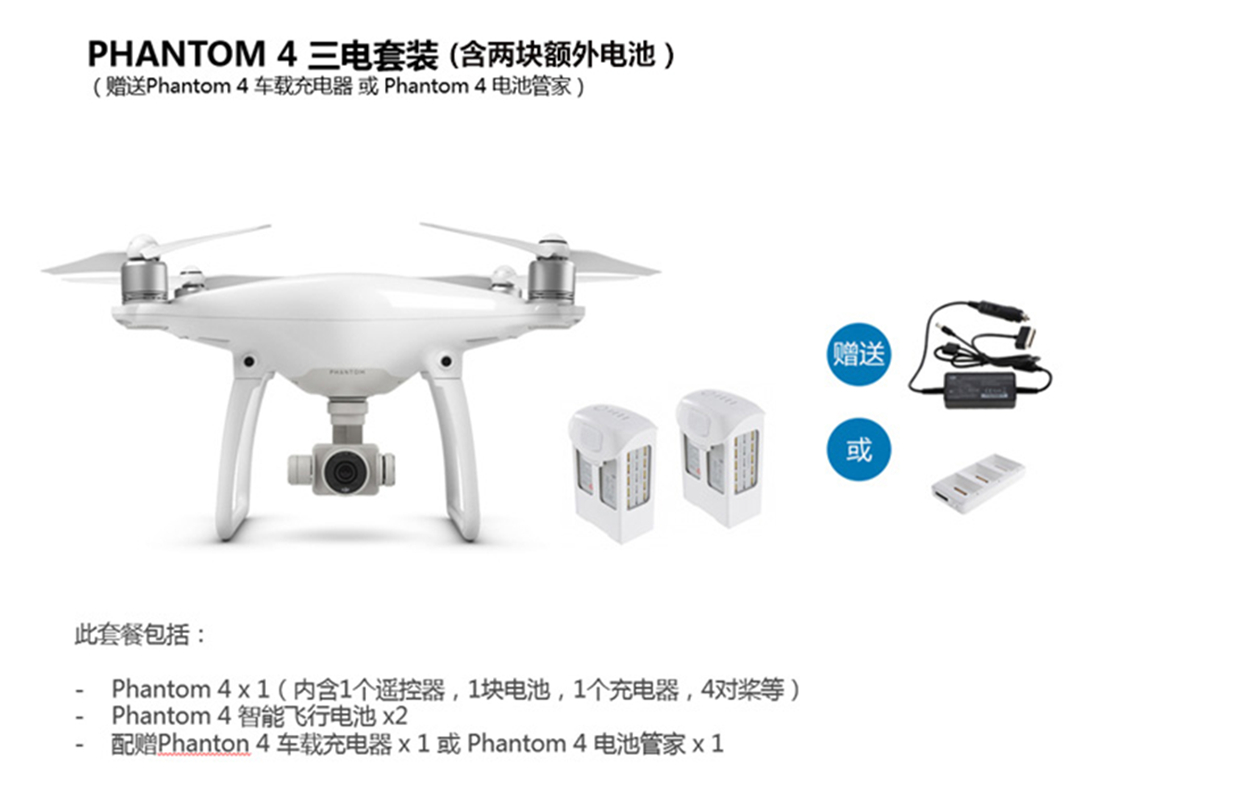 PHANTOM 4 三电套装 (含两块额外电池）
（赠送Phantom 4 车载充电器 或 Phantom 4 电池管家）
PHANTOM
赠送
或
此套餐包括：
- Phantom 4 x 1（内含1个遥控器，1块电池，1个充电器，4对桨等）
- Phantom 4 智能飞行电池 x2
- 配赠Phanton 4 车载充电器 x 1 或 Phantom 4 电池管家 x 1